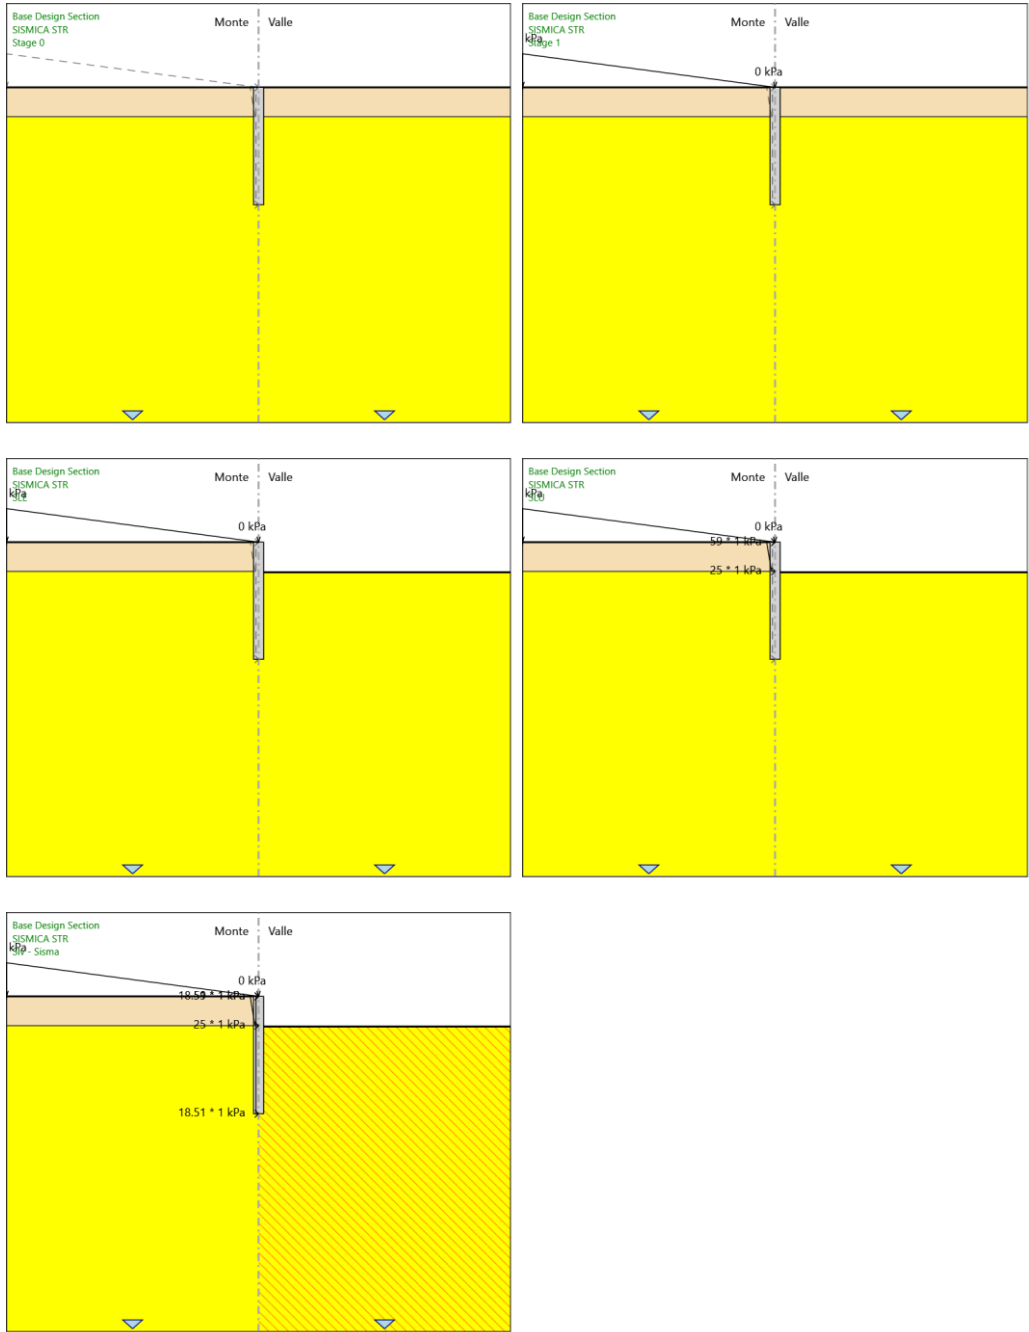 Base Design Section
SISMICA STR
Stage 0
Monte Valle
Base Design Section
SISMICA STR
kPa
Stage 1
Monte Valle
0 kPa
Base Design Section
SISMICA STR
kPa
SLE
Monte Valle
0 kPa
Base Design Section
SISMICA STR
kPa
SLU
Monte Valle
0 kPa
59 * 1 kPa
25 * 1 kPa
Base Design Section
SISMICA STR
kPa
- Sisma
Monte Valle
0 kPa
* 1 kPa
25 * 1 kPa
18.51 * 1 kPa